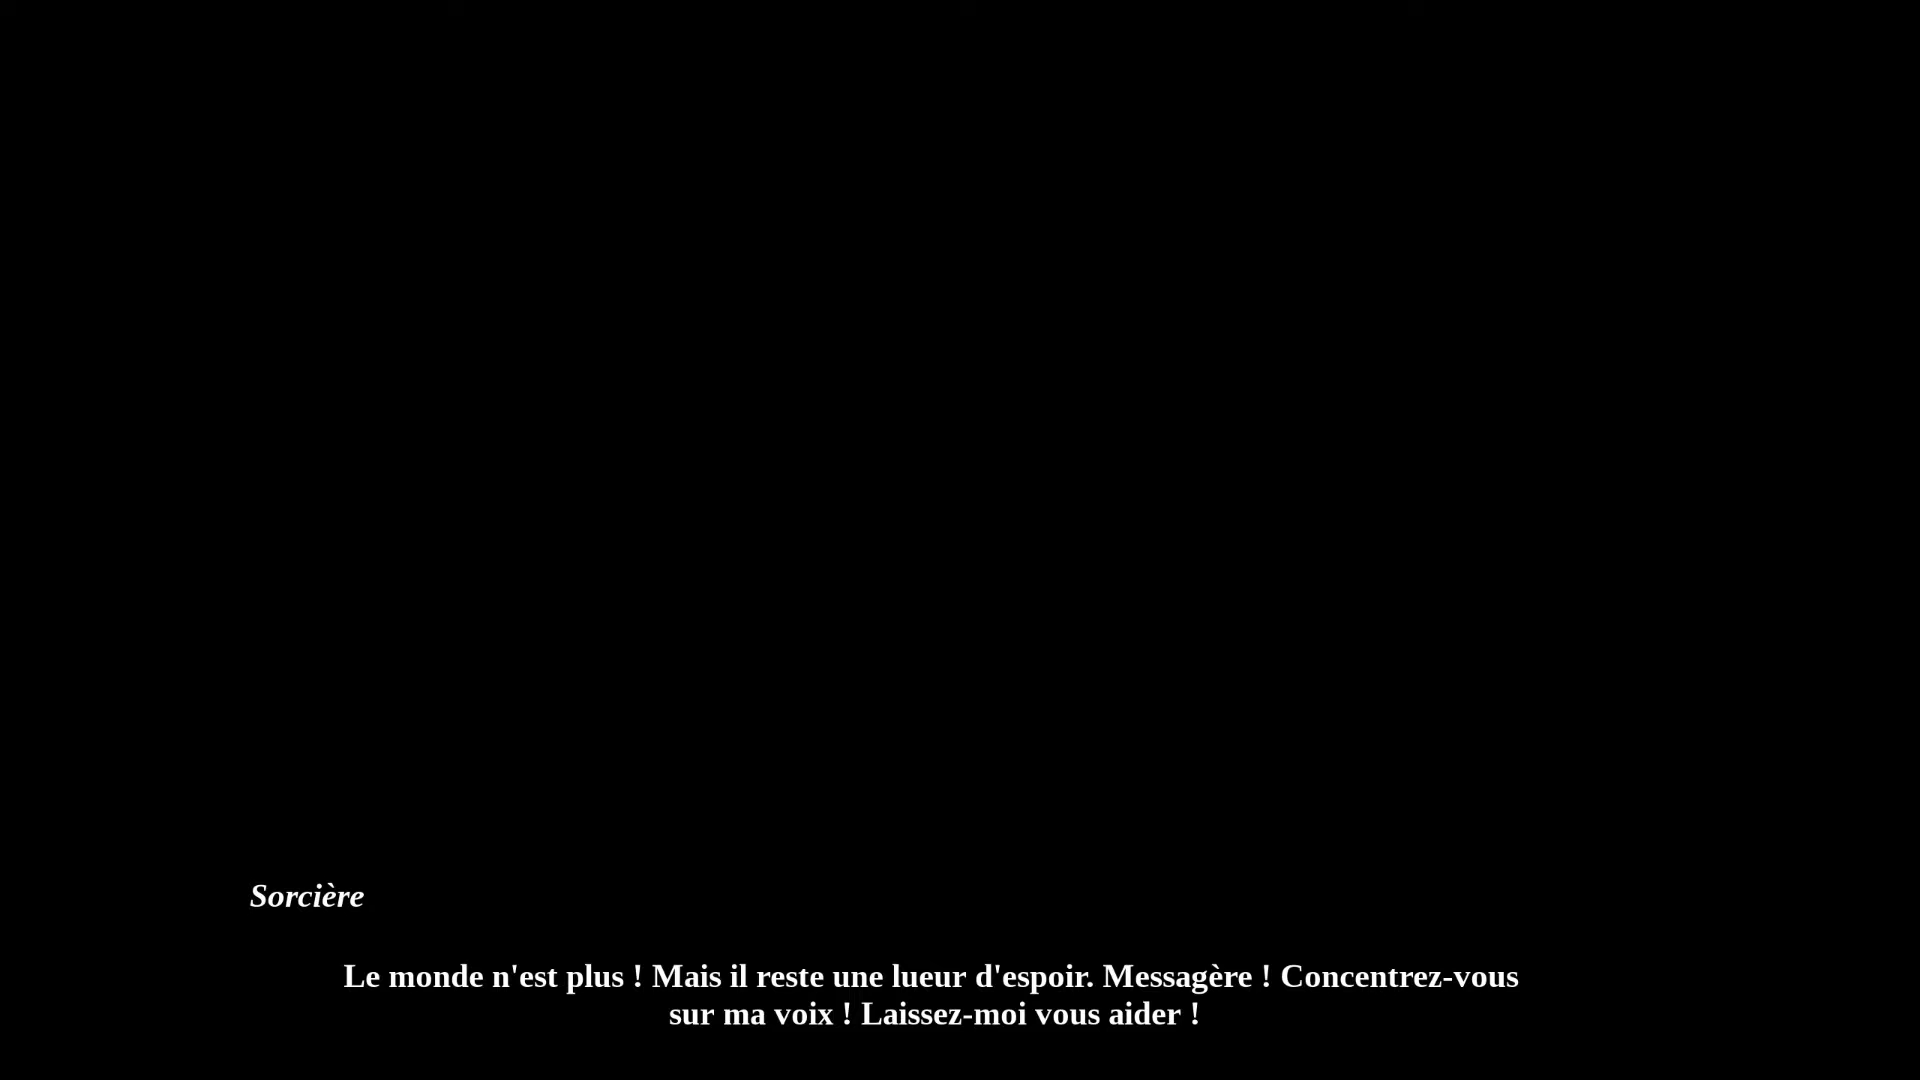 Sorcière
Le monde n'est plus ! Mais il reste une lueur d'espoir. Messagère ! Concentrez-vous
sur ma voix ! Laissez-moi vous aider !